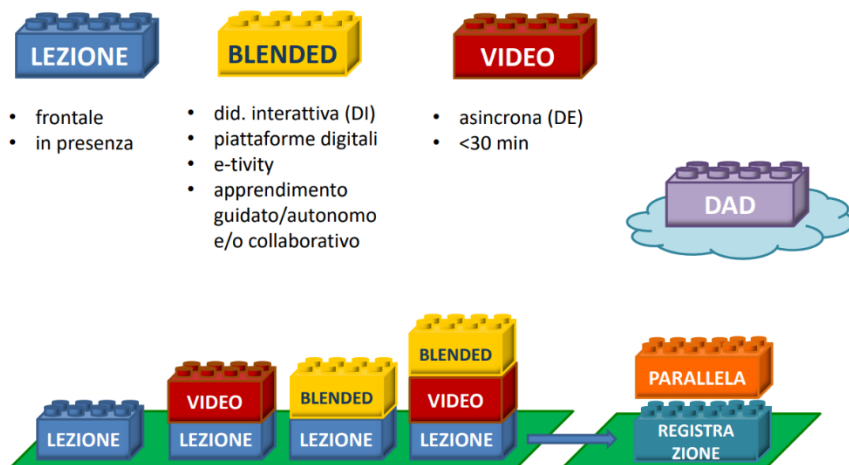 LEZIONE
• frontale
• in presenza
BLENDED
• did. interattiva (DI)
• piattaforme digitali
• e-tivity
• apprendimento
guidato/autonomo
e/o collaborativo
VIDEO
• asincrona (DE)
• <30 min
DAD
LEZIONE
VIDEO
LEZIONE
BLENDED
LEZIONE
BLENDED
VIDEO
LEZIONE
PARALLELA
REGISTRA
ZIONE